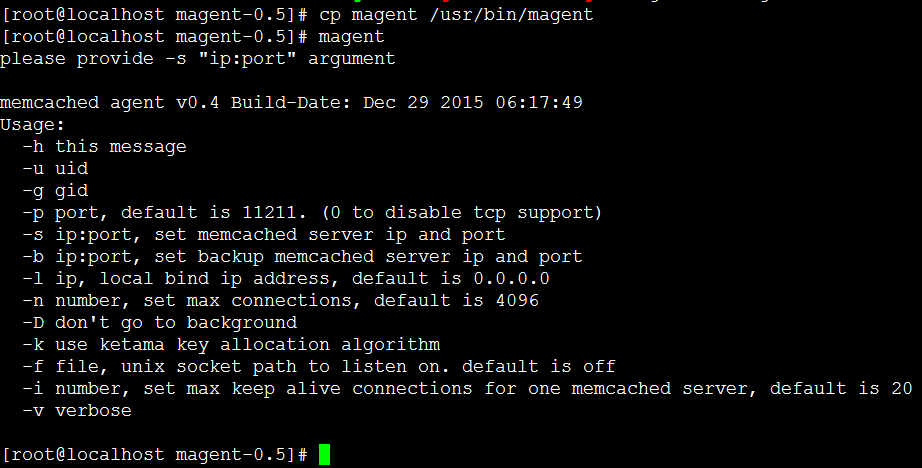 [root@localhost magent-0.5]# cp magent /usr/bin/magent
[root@localhost magent-0.5]# magent
please provide -s "ip:port" argument
memcached agent v0.4 Build-Date: Dec 29 2015 06:17:49
Usage:
  -h this message
  -u uid
  -g gid
  -p port, default is 11211. (0 to disable tcp support)
  -s ip:port, set memcached server ip and port
  -b ip:port, set backup memcached server ip and port
  -l ip, local bind ip address, default is 0.0.0.0
  -n number, set max connections, default is 4096
  -D don't go to background
  -k use ketama key allocation algorithm
  -f file, unix socket path to listen on. default is off
  -i number, set max keep alive connections for one memcached server, default is 20
  -v verbose
[root@localhost magent-0.5]#